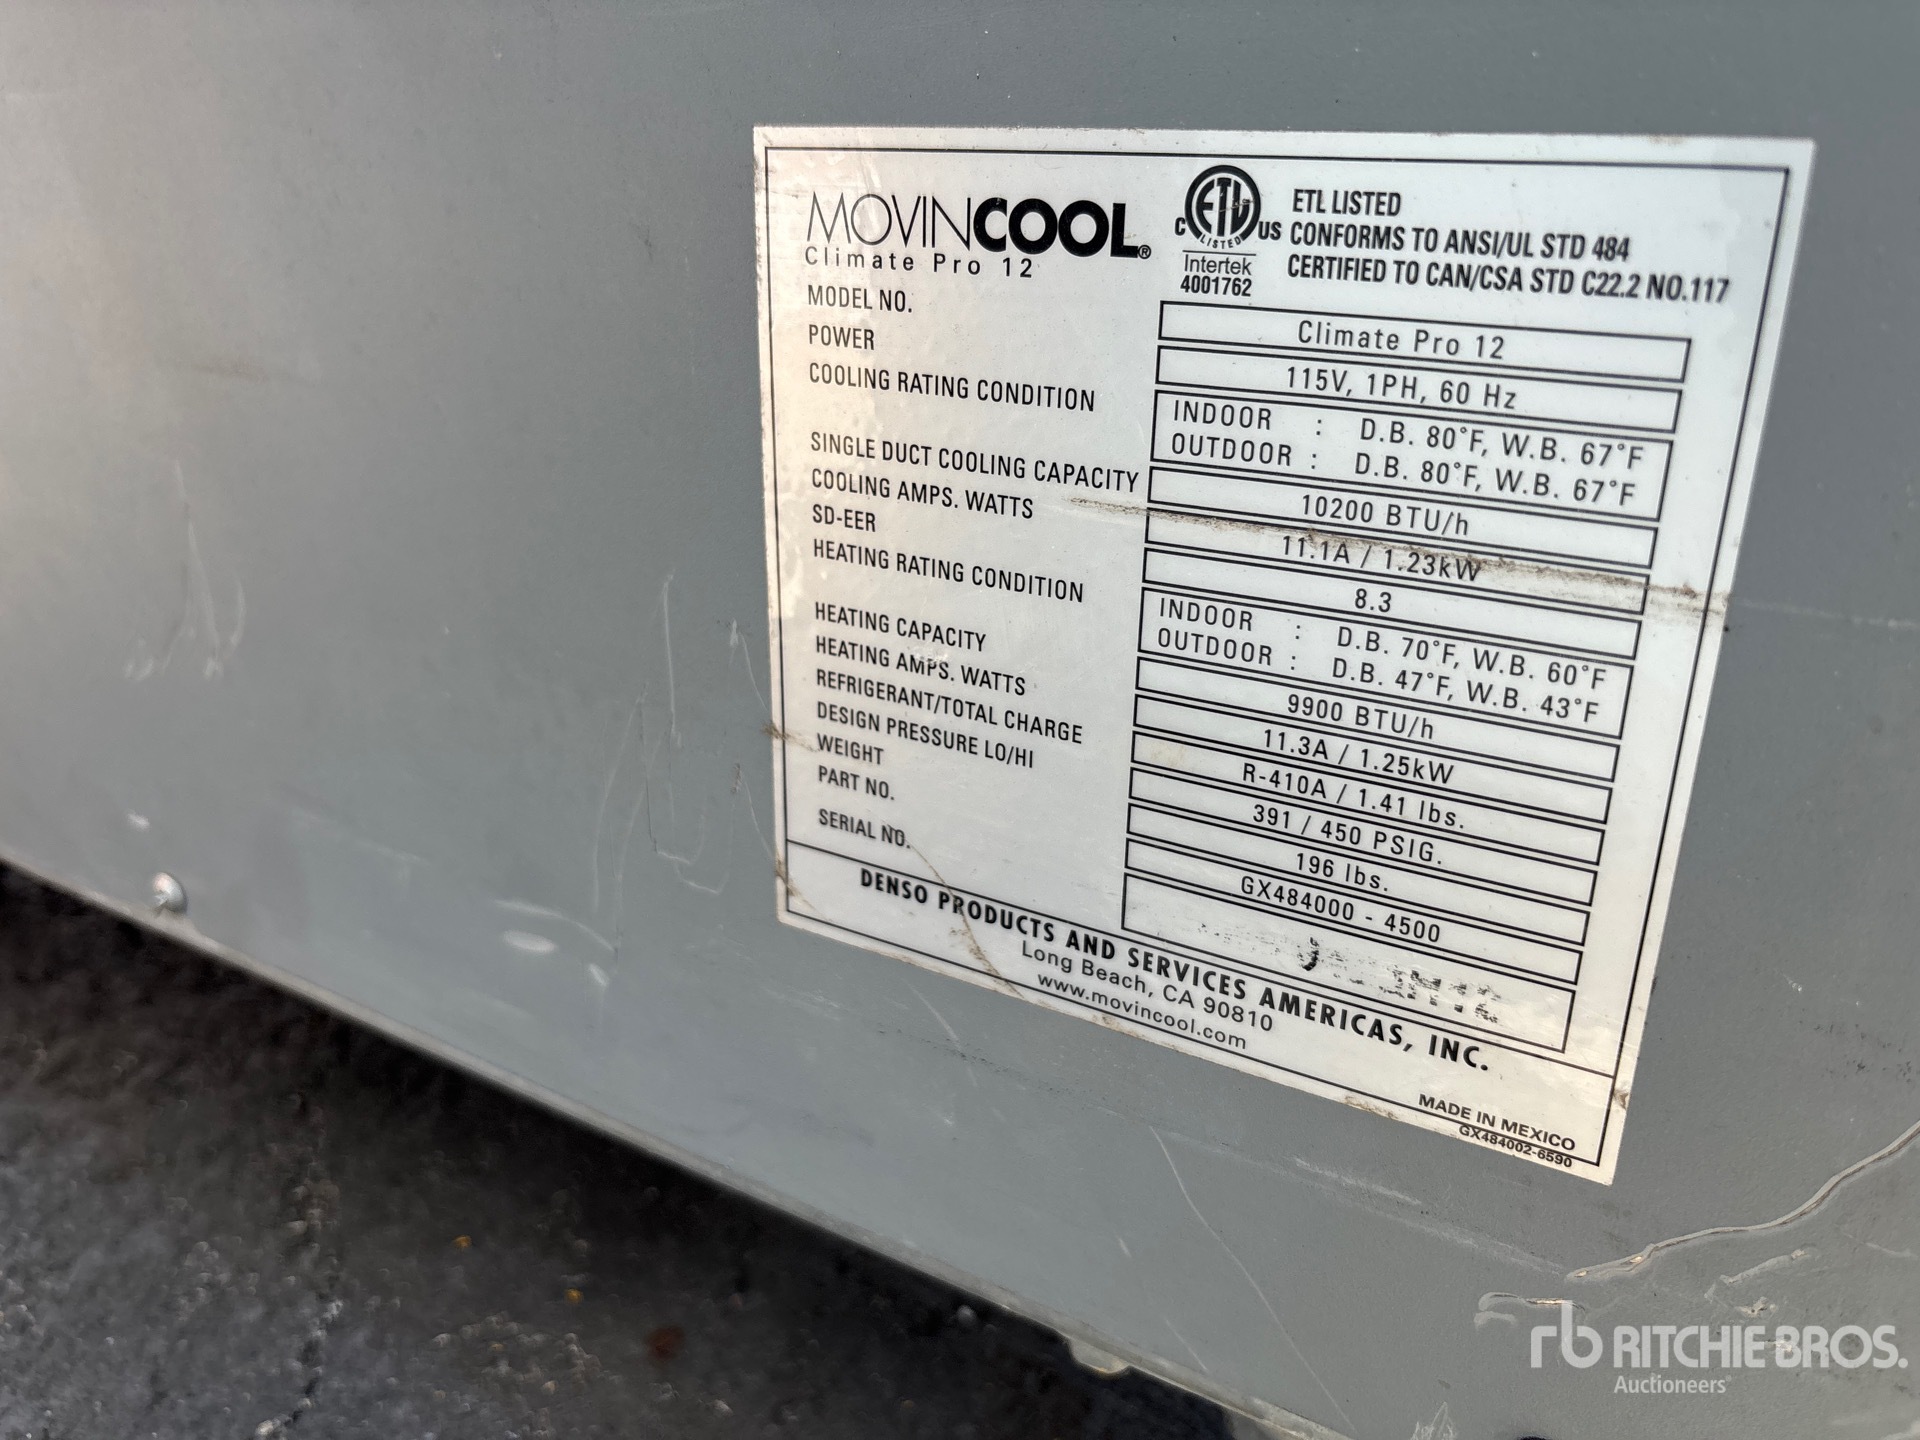 MOVINCOOL®
Climate Pro 12
C ETL LISTED US
Intertek
4001762
ETL LISTED
CONFORMS TO ANSI/UL STD 484
CERTIFIED TO CAN/CSA STD C22.2 NO.117
MODEL NO. Climate Pro 12
POWER 115V, 1PH, 60 Hz
COOLING RATING CONDITION INDOOR : D.B. 80°F, W.B. 67°F
OUTDOOR : D.B. 80°F, W.B. 67°F
SINGLE DUCT COOLING CAPACITY 10200 BTU/h
COOLING AMPS. WATTS 11.1A / 1.23kW
SD-EER 8.3
HEATING RATING CONDITION INDOOR : D.B. 70°F, W.B. 60°F
OUTDOOR : D.B. 47°F, W.B. 43°F
HEATING CAPACITY 9900 BTU/h
HEATING AMPS. WATTS 11.3A / 1.25kW
REFRIGERANT/TOTAL CHARGE R-410A / 1.41 lbs.
DESIGN PRESSURE LO/HI 391 / 450 PSIG.
WEIGHT 196 lbs.
PART NO. GX484000 - 4500
SERIAL NO.
DENSO PRODUCTS AND SERVICES AMERICAS, INC.
Long Beach, CA 90810
www.movincool.com
MADE IN MEXICO
GX484002-6590
rb RITCHIE BROS.
Auctioneers